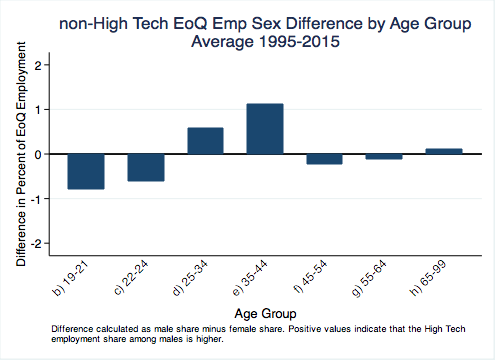 non-High Tech EoQ Emp Sex Difference by Age Group
Average 1995-2015
Difference in Percent of EoQ Employment
2
1
0
-1
-2
b) 19-21
c) 22-24
d) 25-34
e) 35-44
f) 45-54
g) 55-64
h) 65-99
Age Group
Difference calculated as male share minus female share. Positive values indicate that the High Tech
employment share among males is higher.